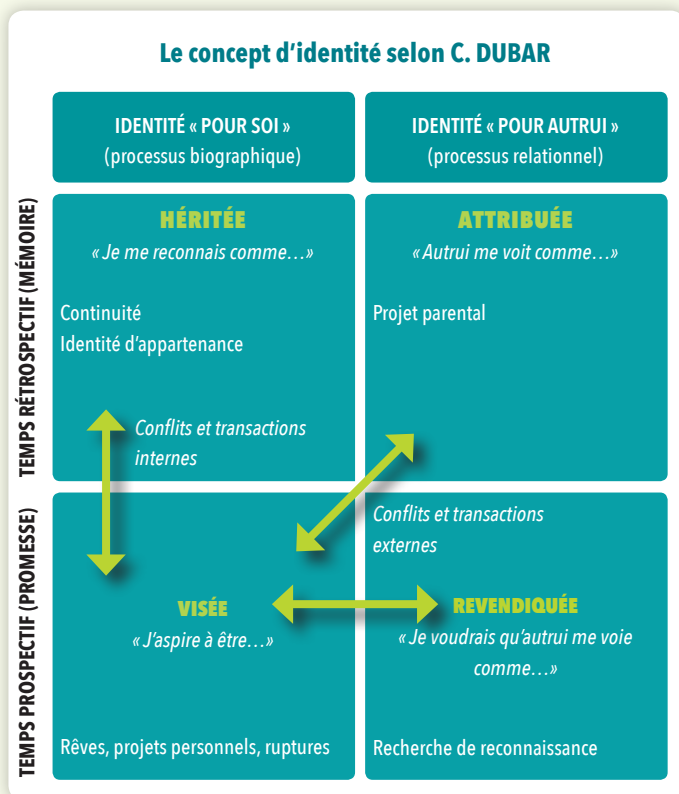 Le concept d’identité selon C. DUBAR
IDENTITÉ « POUR SOI »
(processus biographique)
IDENTITÉ « POUR AUTRUI »
(processus relationnel)
TEMPS RÉTROSPECTIF (MÉMOIRE)
HÉRITÉE
« Je me reconnais comme… »
Continuité
Identité d’appartenance
Conflits et transactions
internes
ATTRIBUÉE
« Autrui me voit comme… »
Projet parental
TEMPS PROSPECTIF (PROMESSE)
VISÉE
« J’aspire à être… »
Rêves, projets personnels, ruptures
Conflits et transactions
externes
REVENDIQUÉE
« Je voudrais qu’autrui me voie
comme… »
Recherche de reconnaissance